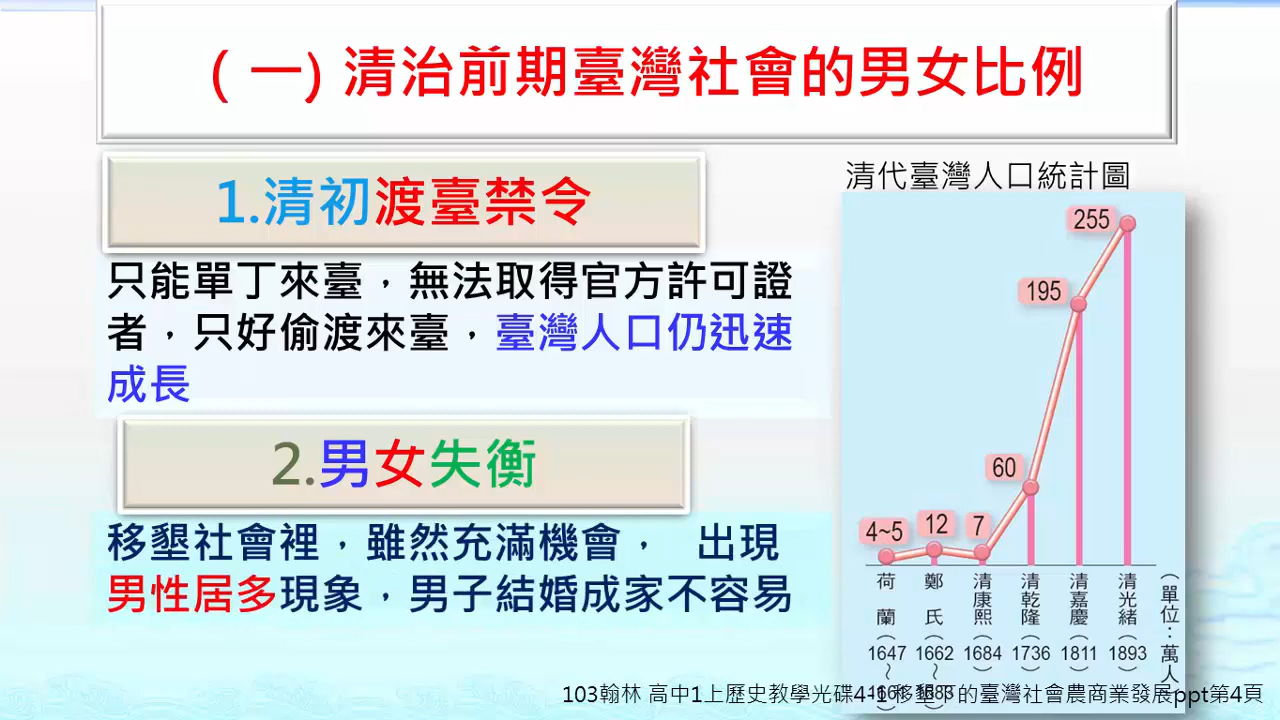 (一) 清治前期臺灣社會的男女比例
1.清初渡臺禁令
只能單丁來臺，無法取得官方許可證
者，只好偷渡來臺，臺灣人口仍迅速
成長
2.男女失衡
移墾社會裡，雖然充滿機會， 出現
男性居多現象，男子結婚成家不容易
清代臺灣人口統計圖
255
195
60
4~5
12
7
荷蘭(1647~
鄭氏(1662~1683)
清康熙(1684)
清乾隆(1736)
清嘉慶(1811)
清光緒(1893)
(單位：萬人)
103翰林 高中1上歷史教學光碟4-1 移墾下的臺灣社會農商業發展ppt第4頁